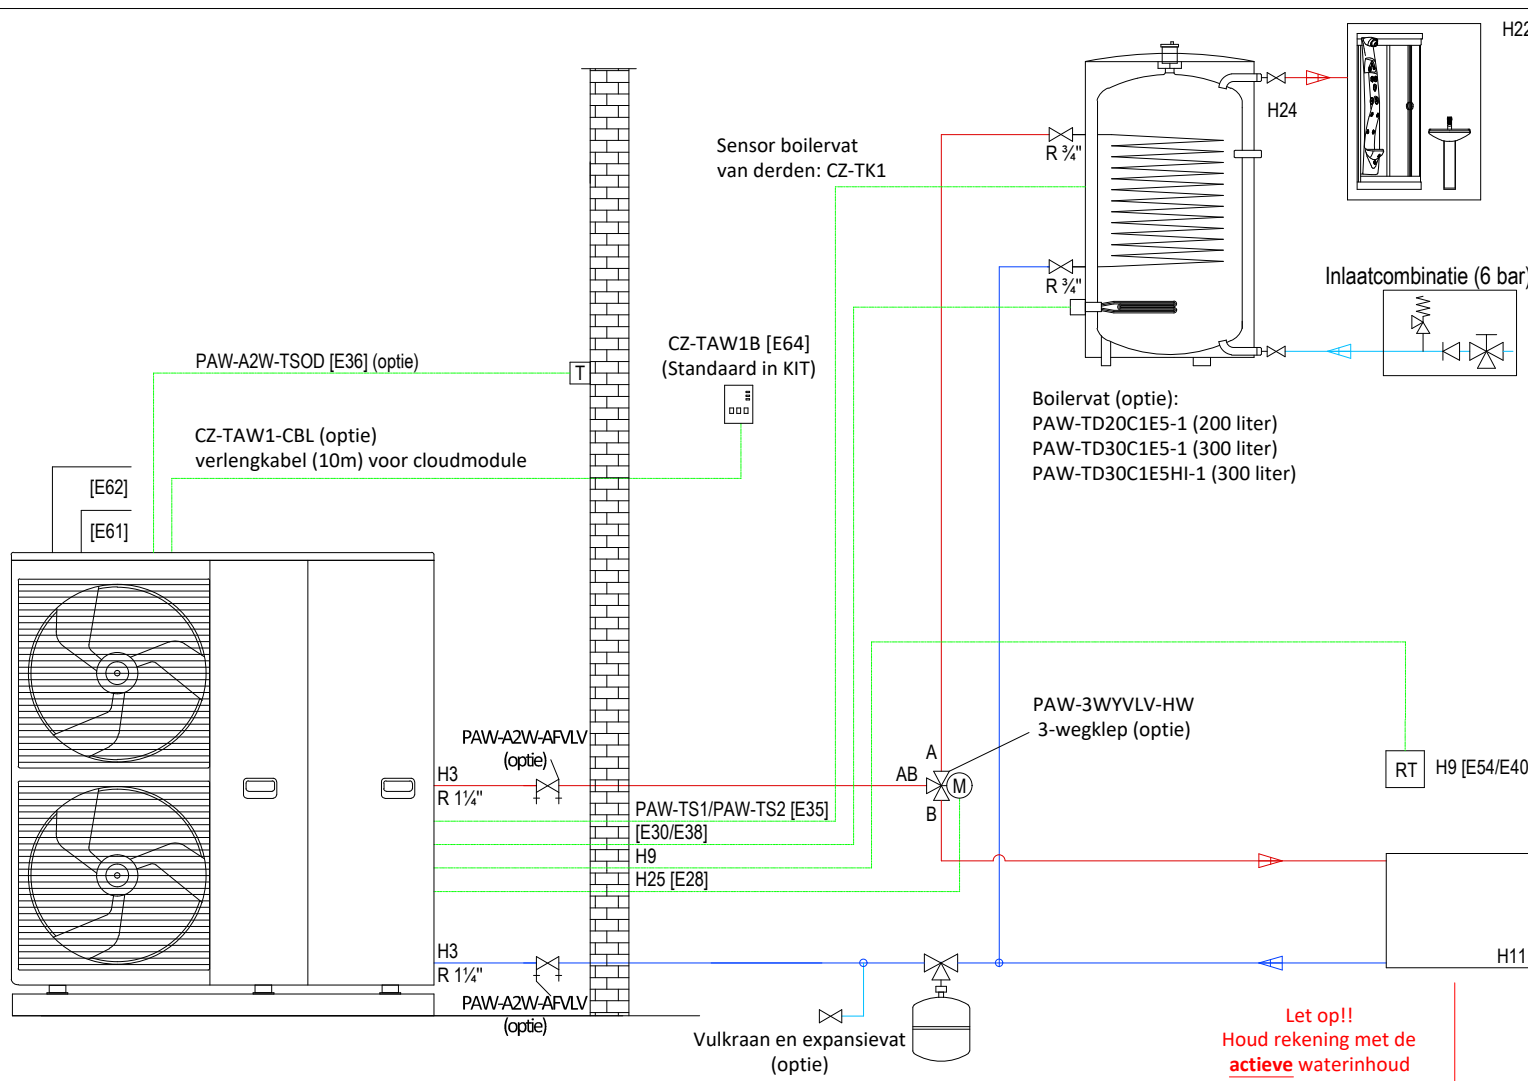 H22
H24
Sensor boilervat
van derden: CZ-TK1
R ¾"
R ¾"
Inlaatcombinatie (6 bar)
PAW-A2W-TSOD [E36] (optie)
T
CZ-TAW1B [E64]
(Standaard in KIT)
Boilervat (optie):
PAW-TD20C1E5-1 (200 liter)
PAW-TD30C1E5-1 (300 liter)
PAW-TD30C1E5HI-1 (300 liter)
CZ-TAW1-CBL (optie)
verlengkabel (10m) voor cloudmodule
[E62]
[E61]
PAW-3WYVLV-HW
3-wegklep (optie)
PAW-A2W-AFVLV
(optie)
H3
R 1¼"
A
AB
M
B
RT
H9 [E54/E40
PAW-TS1/PAW-TS2 [E35]
[E30/E38]
H9
H25 [E28]
H3
R 1¼"
PAW-A2W-AFVLV
(optie)
H11
Vulkraan en expansievat
(optie)
Let op!!
Houd rekening met de
actieve waterinhoud